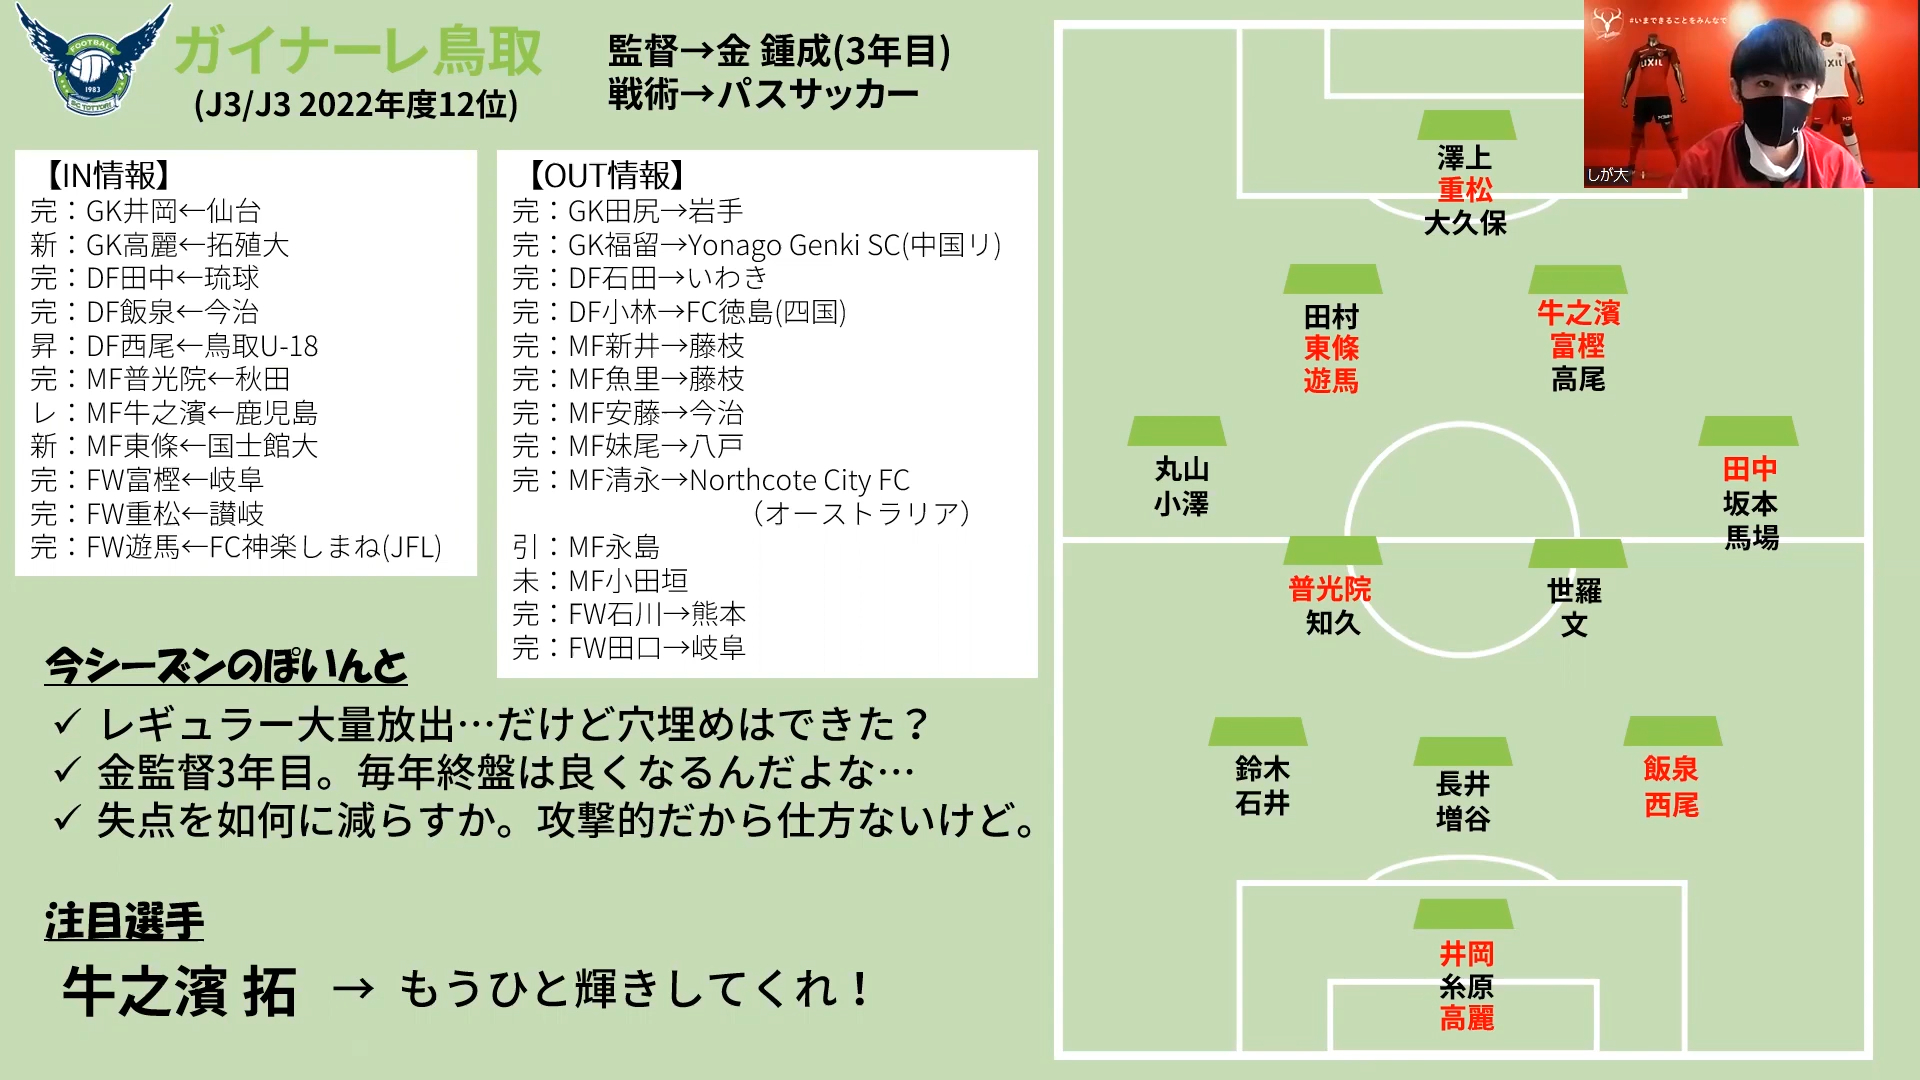 FOOTBALL
1983
SC TOTTORI
ガイナーレ鳥取
(J3/J3 2022年度12位)
監督→金 鍾成(3年目)
戦術→パスサッカー
【IN情報】
完：GK井岡←仙台
新：GK高麗←拓殖大
完：DF田中←琉球
完：DF飯泉←今治
昇：DF西尾←鳥取U-18
完：MF普光院←秋田
レ：MF牛之濱←鹿児島
新：MF東條←国士館大
完：FW富樫←岐阜
完：FW重松←讃岐
完：FW遊馬←FC神楽しまね(JFL)
【OUT情報】
完：GK田尻→岩手
完：GK福留→Yonago Genki SC(中国リ)
完：DF石田→いわき
完：DF小林→FC徳島(四国)
完：MF新井→藤枝
完：MF魚里→藤枝
完：MF安藤→今治
完：MF妹尾→八戸
完：MF清永→Northcote City FC
（オーストラリア）
引：MF永島
未：MF小田垣
完：FW石川→熊本
完：FW田口→岐阜
今シーズンのぽいんと
✓ レギュラー大量放出…だけど穴埋めはできた？
✓ 金監督3年目。毎年終盤は良くなるんだよな…
✓ 失点を如何に減らすか。攻撃的だから仕方ないけど。
注目選手
牛之濱 拓 → もうひと輝きしてくれ！
澤上
重松
大久保
田村
東條
遊馬
牛之濱
富樫
高尾
丸山
小澤
田中
坂本
馬場
普光院
知久
世羅
文
鈴木
石井
長井
増谷
飯泉
西尾
井岡
糸原
高麗
#いまできることをみんなで
LIXIL
LIXIL
しが大